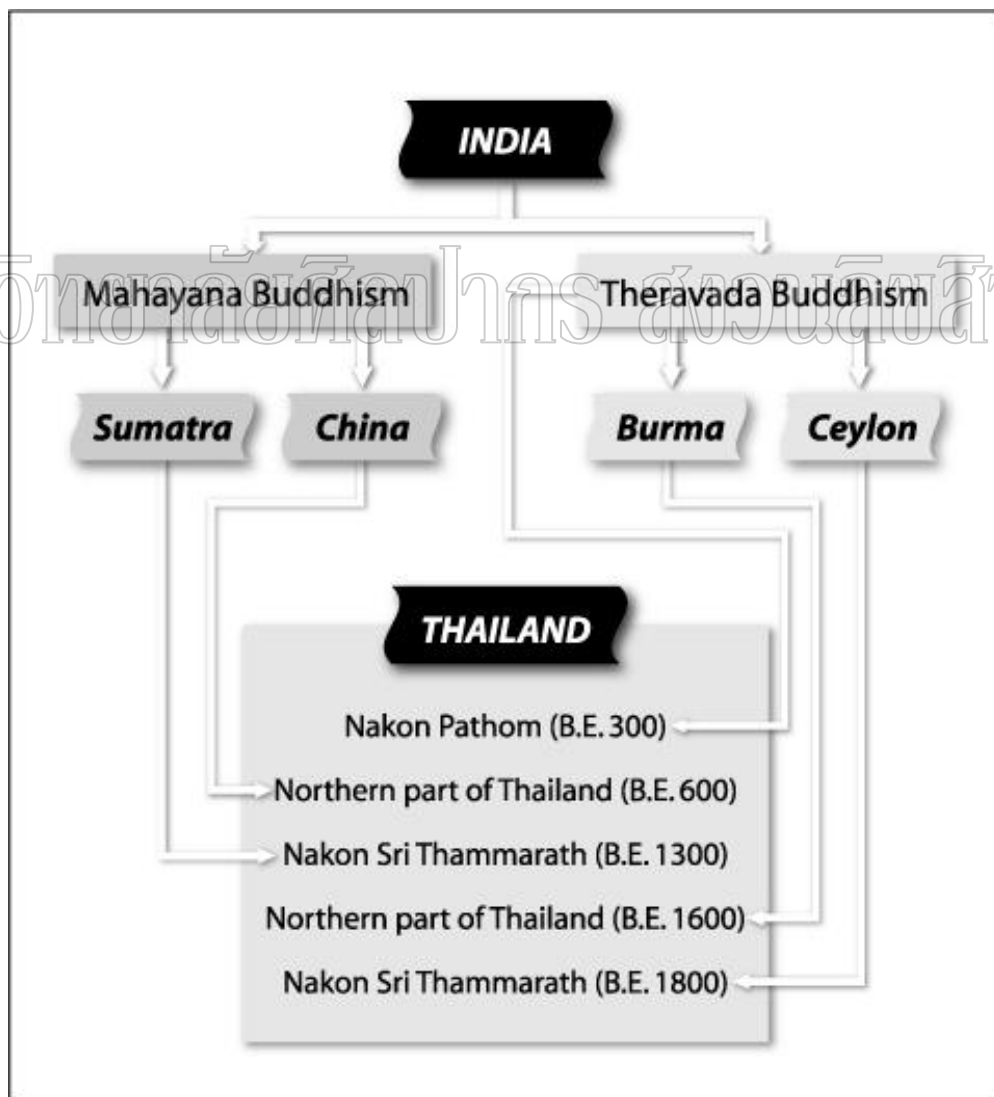 INDIA
Mahayana Buddhism
Theravada Buddhism
Sumatra
China
Burma
Ceylon
THAILAND
Nakon Pathom (B.E. 300)
Northern part of Thailand (B.E. 600)
Nakon Sri Thammarath (B.E. 1300)
Northern part of Thailand (B.E. 1600)
Nakon Sri Thammarath (B.E. 1800)